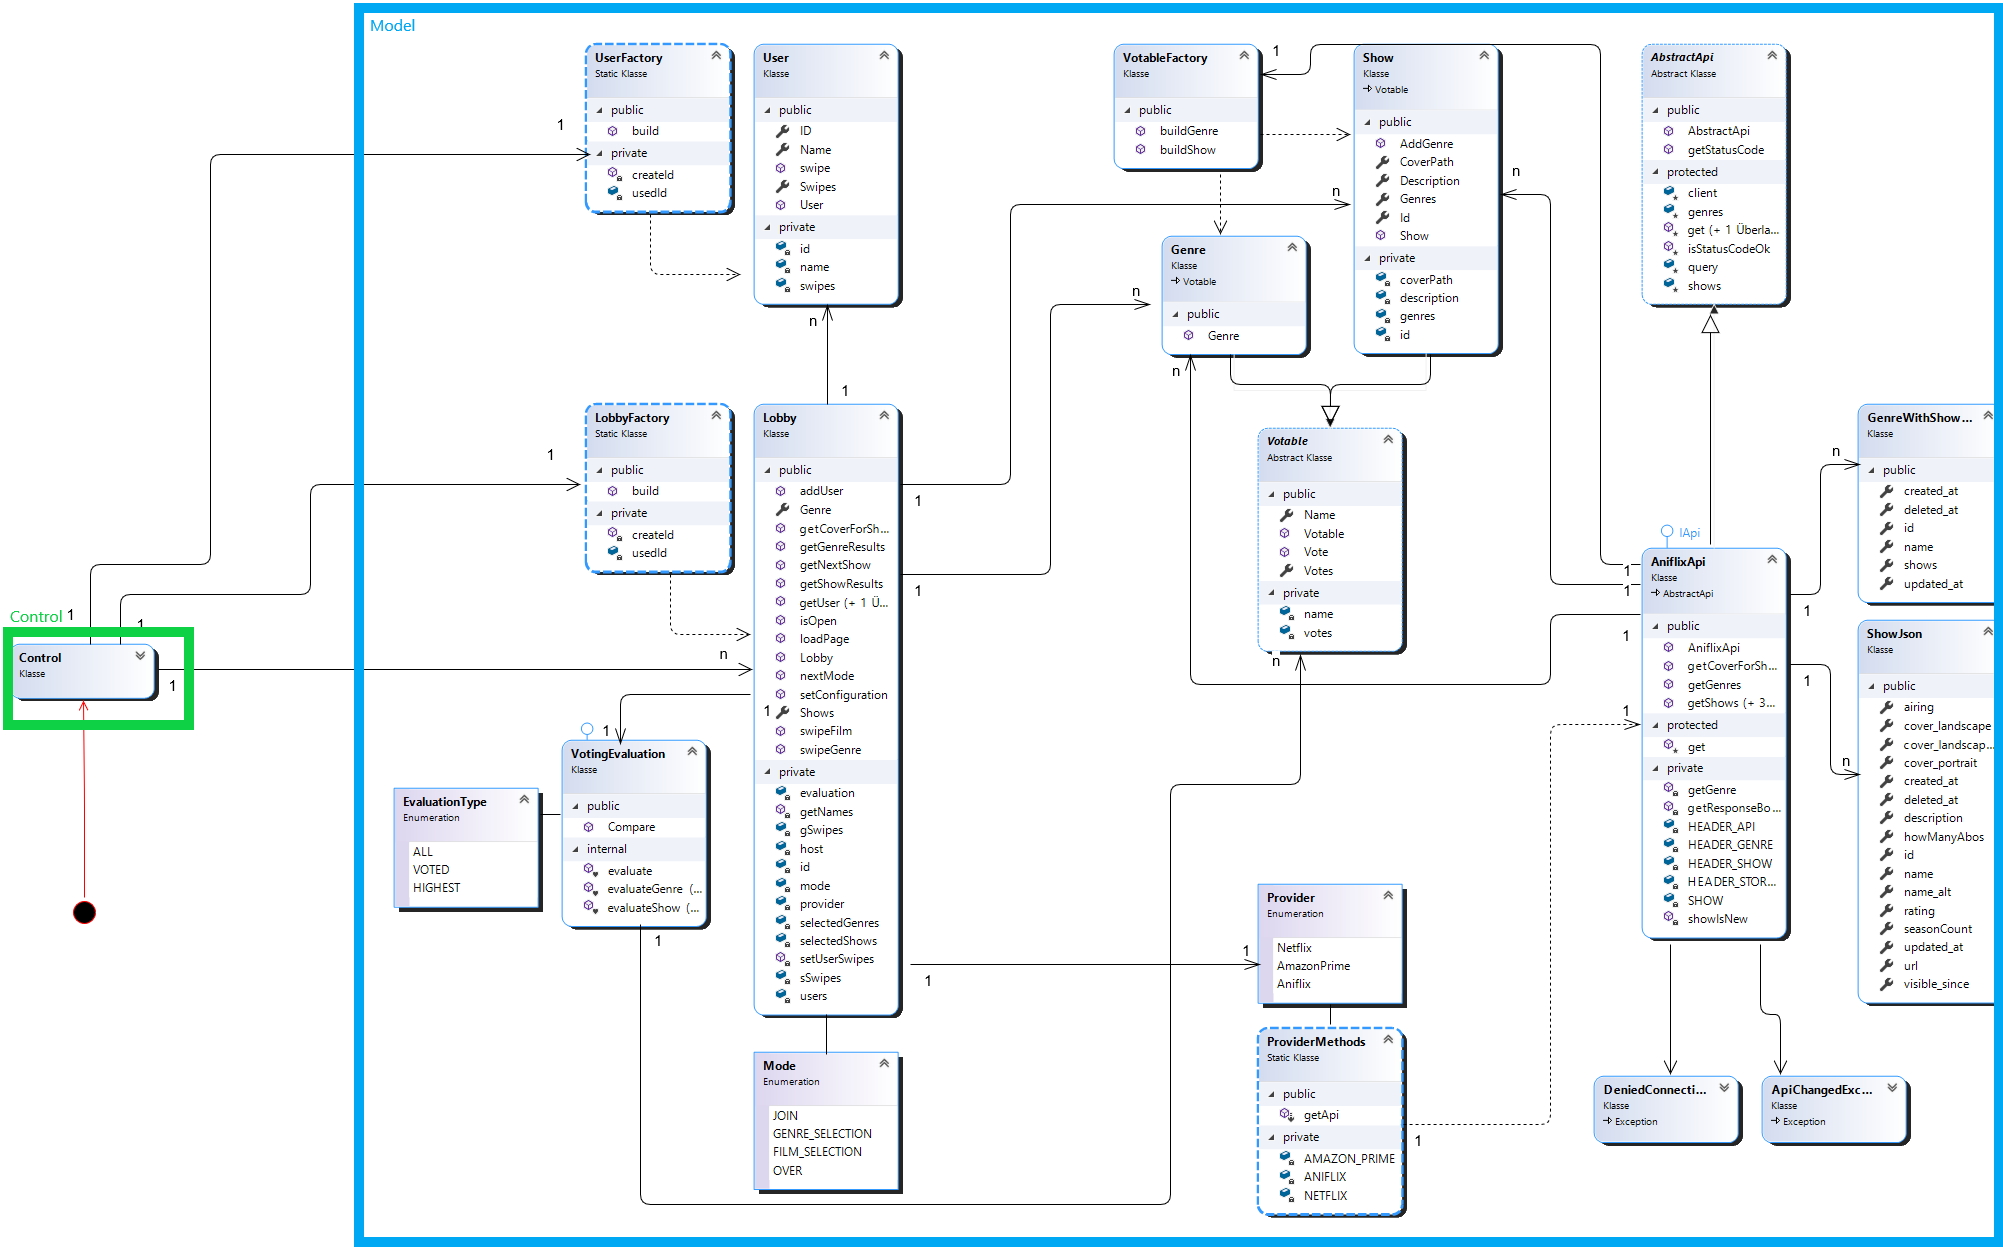 Model
UserFactory
Static Klasse
public
build
private
createId
usedId
1
User
Klasse
public
ID
Name
swipe
Swipes
User
private
id
name
swipes
n
1
VotableFactory
Klasse
public
buildGenre
buildShow
1
Show
Klasse
Votable
public
AddGenre
CoverPath
Description
Genres
Id
Show
private
coverPath
description
genres
id
n
n
AbstractApi
Abstract Klasse
public
AbstractApi
getStatusCode
protected
client
genres
get (+ 1 Überla...
isStatusCodeOk
query
shows
Genre
Klasse
Votable
public
Genre
n
n
LobbyFactory
Static Klasse
public
build
private
createId
usedId
1
Lobby
Klasse
public
addUser
Genre
getCoverForSh...
getGenreResults
getNextShow
getShowResults
getUser (+ 1 Ü...
isOpen
loadPage
Lobby
nextMode
setConfiguration
Shows
swipeFilm
swipeGenre
private
evaluation
getNames
gSwipes
host
id
mode
provider
selectedGenres
selectedShows
setUserSwipes
sSwipes
users
1
1
n
1
1
Votable
Abstract Klasse
public
Name
Votable
Vote
Votes
private
name
votes
n
GenreWithShow...
Klasse
public
created_at
deleted_at
id
name
shows
updated_at
n
IApi
AniflixApi
Klasse
AbstractApi
public
AniflixApi
getCoverForSh...
getGenres
getShows (+ 3...
protected
get
private
getGenre
getResponseBo...
HEADER_API
HEADER_GENRE
HEADER_SHOW
HEADER_STOR...
SHOW
showIsNew
1
1
1
1
1
1
n
ShowJson
Klasse
public
airing
cover_landscape
cover_landscap...
cover_portrait
created_at
deleted_at
description
howManyAbos
id
name
name_alt
rating
seasonCount
updated_at
url
visible_since
Control
1
1
Control
Klasse
1
1
VotingEvaluation
Klasse
public
Compare
internal
evaluate
evaluateGenre (...
evaluateShow (...
1
EvaluationType
Enumeration
ALL
VOTED
HIGHEST
Mode
Enumeration
JOIN
GENRE_SELECTION
FILM_SELECTION
OVER
1
Provider
Enumeration
Netflix
AmazonPrime
Aniflix
ProviderMethods
Static Klasse
public
getApi
private
AMAZON_PRIME
ANIFLIX
NETFLIX
1
DeniedConnecti...
Klasse
Exception
ApiChangedExc...
Klasse
Exception